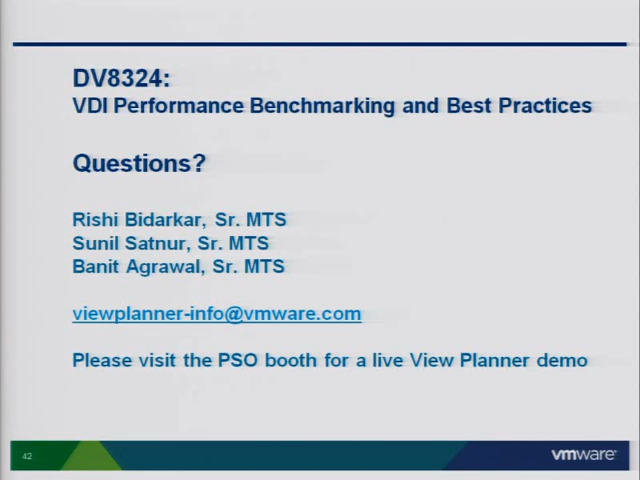 DV8324:
VDI Performance Benchmarking and Best Practices
Questions?
Rishi Bidarkar, Sr. MTS
Sunil Satnur, Sr. MTS
Banit Agrawal, Sr. MTS
viewplanner-info@vmware.com
Please visit the PSO booth for a live View Planner demo
42
vmware